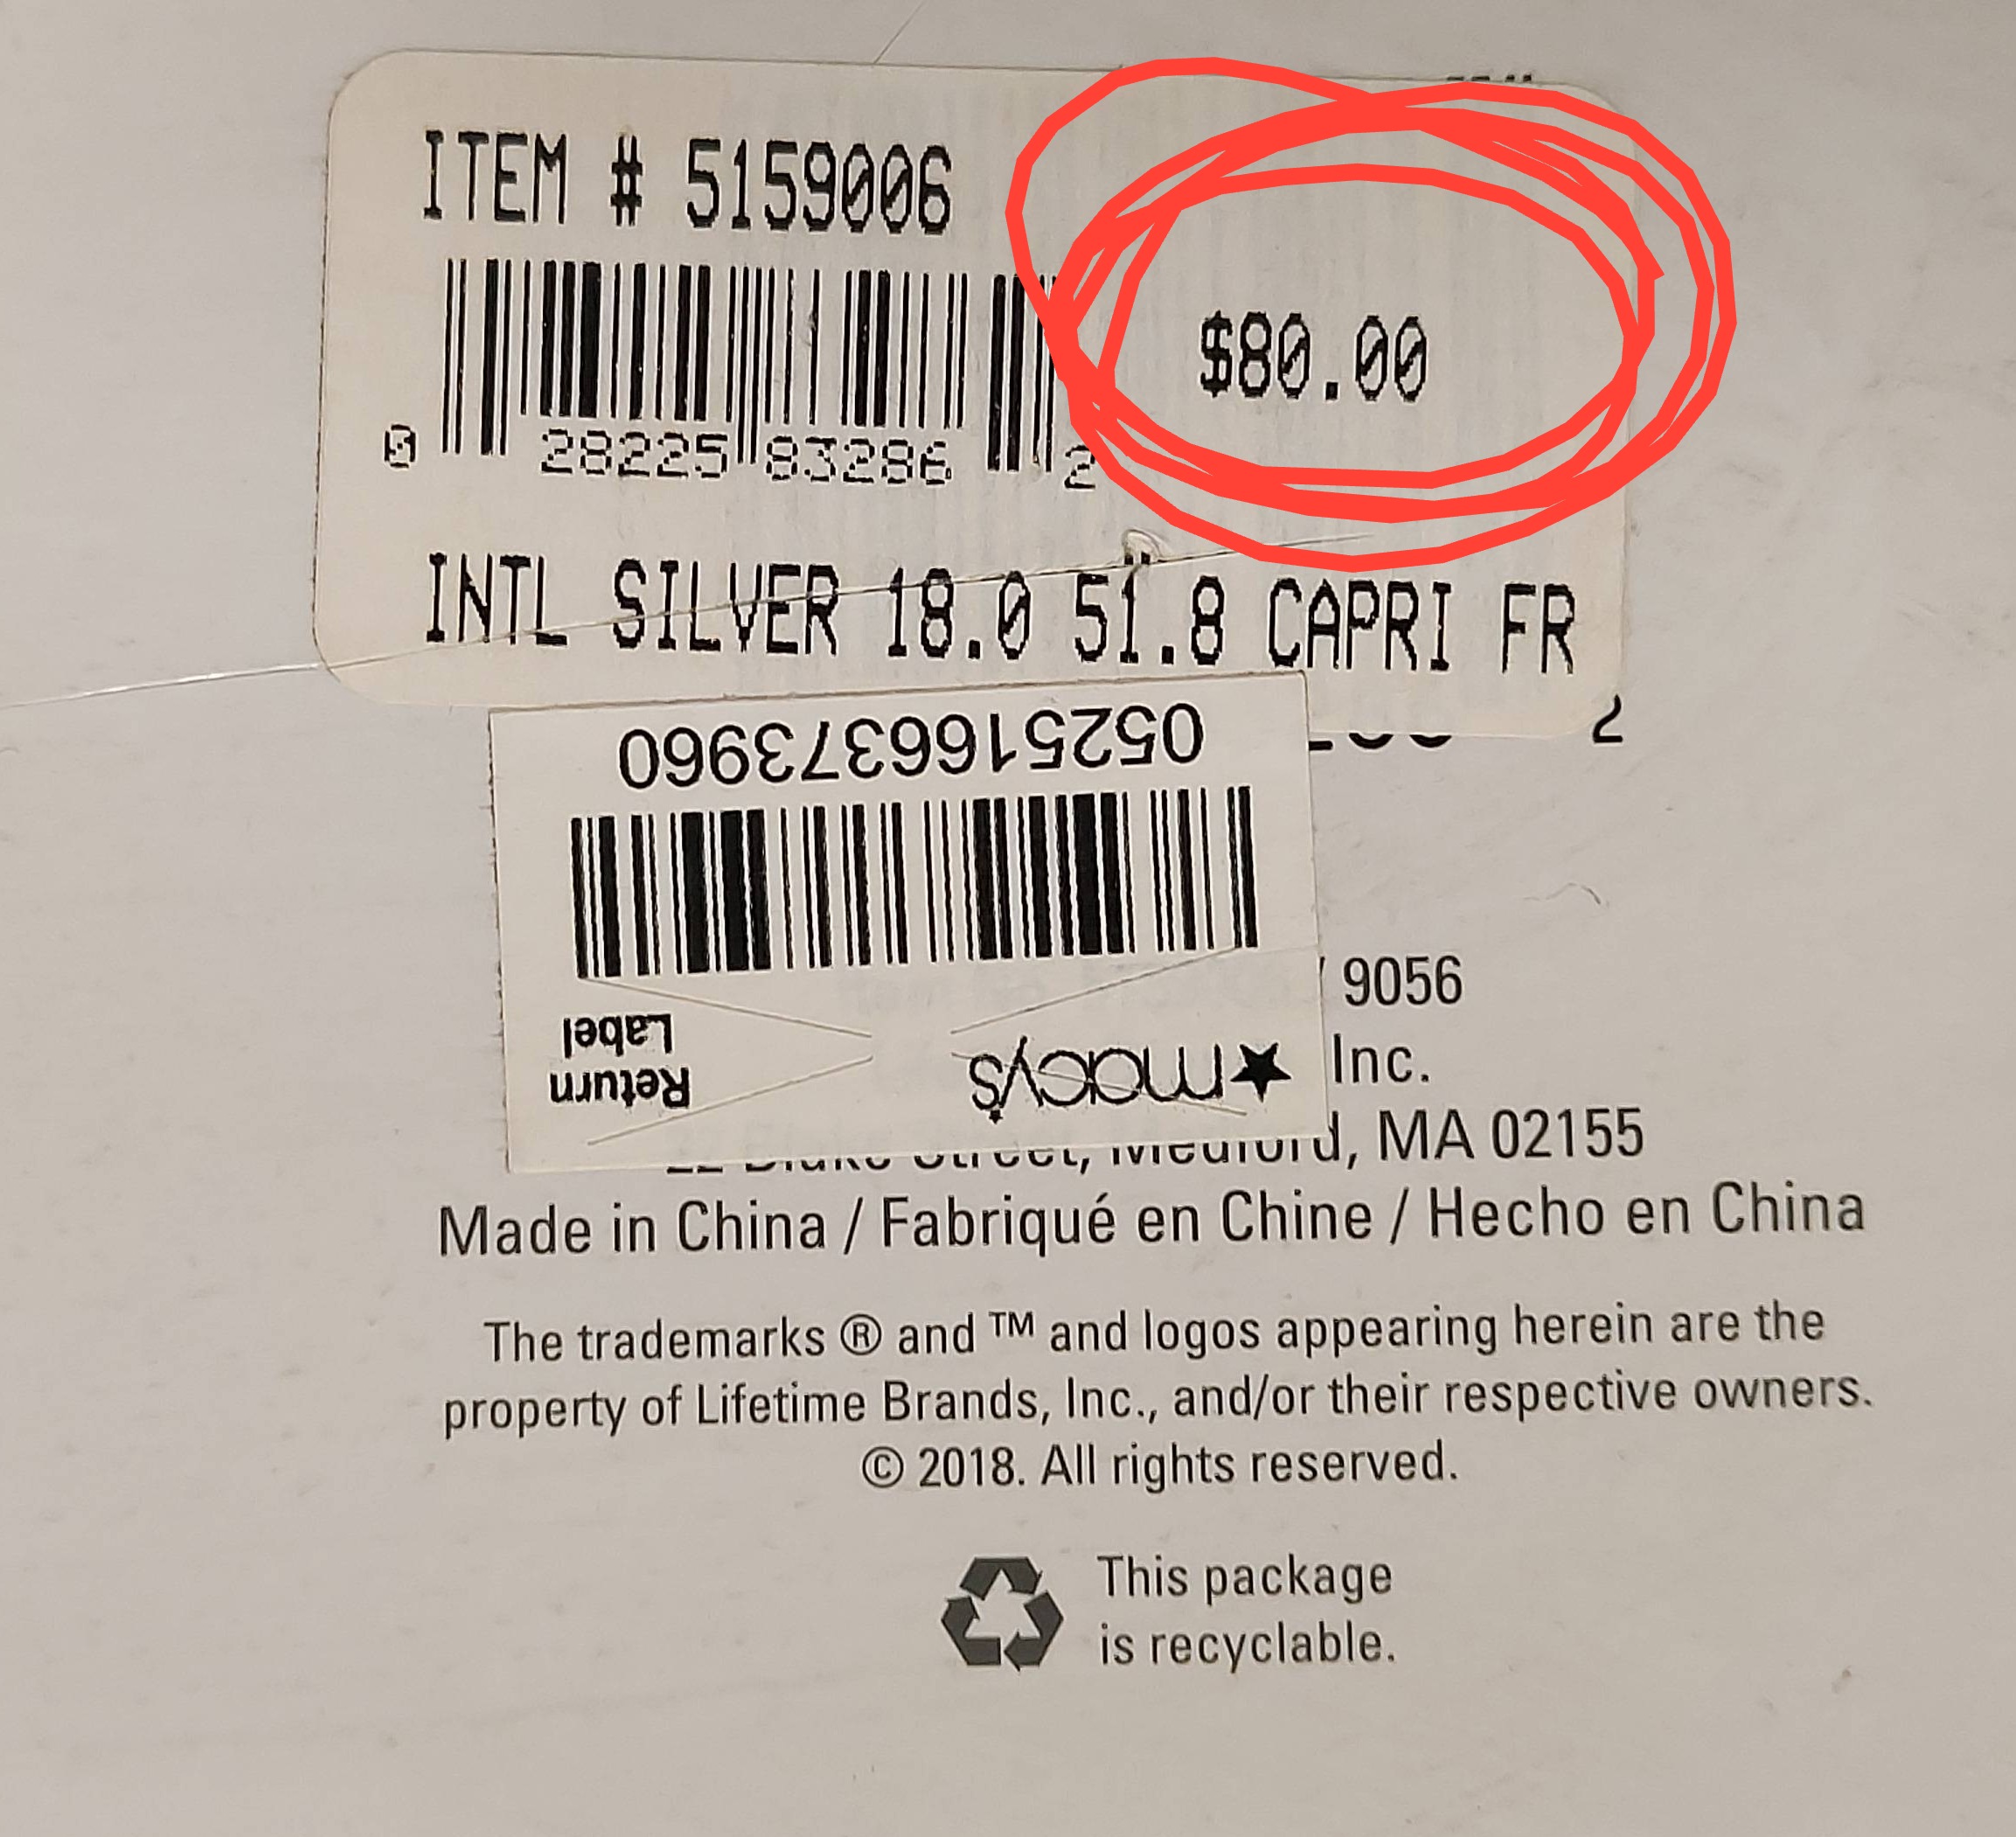 ITEM # 5159006
$80.00
0 28225 83286 2
INTL SILVER 18.0 51.8 CAPRI FR
2
0525166373960
9056
Return
Label
macy's
Inc.
Street, Medford, MA 02155
Made in China / Fabriqué en Chine / Hecho en China
The trademarks ® and ™ and logos appearing herein are the
property of Lifetime Brands, Inc., and/or their respective owners.
© 2018. All rights reserved.
This package
is recyclable.